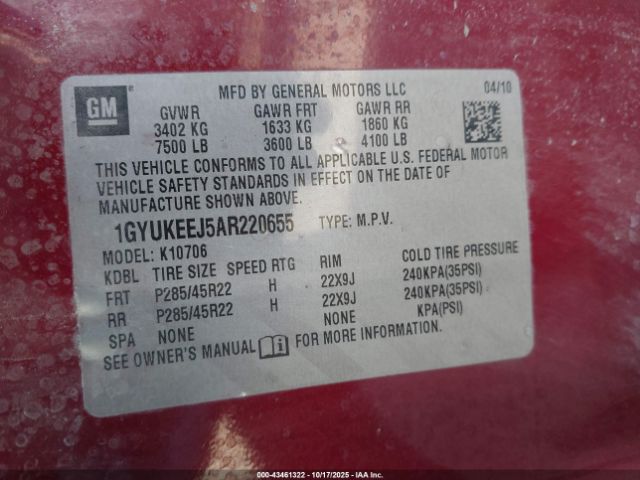 GM
MFD BY GENERAL MOTORS LLC 04/10
GVWR GAWR FRT GAWR RR
3402 KG 1633 KG 1860 KG
7500 LB 3600 LB 4100 LB
THIS VEHICLE CONFORMS TO ALL APPLICABLE U.S. FEDERAL MOTOR
VEHICLE SAFETY STANDARDS IN EFFECT ON THE DATE OF
MANUFACTURE SHOWN ABOVE.
1GYUKEEJ5AR220655 TYPE: M.P.V.
MODEL: K10706
KDBL TIRE SIZE SPEED RTG RIM COLD TIRE PRESSURE
FRT P285/45R22 H 22X9J 240KPA(35PSI)
RR P285/45R22 H 22X9J 240KPA(35PSI)
SPA NONE NONE KPA(PSI)
SEE OWNER'S MANUAL FOR MORE INFORMATION.
000-43461322 | 10/17/2025 | IAACorp.com